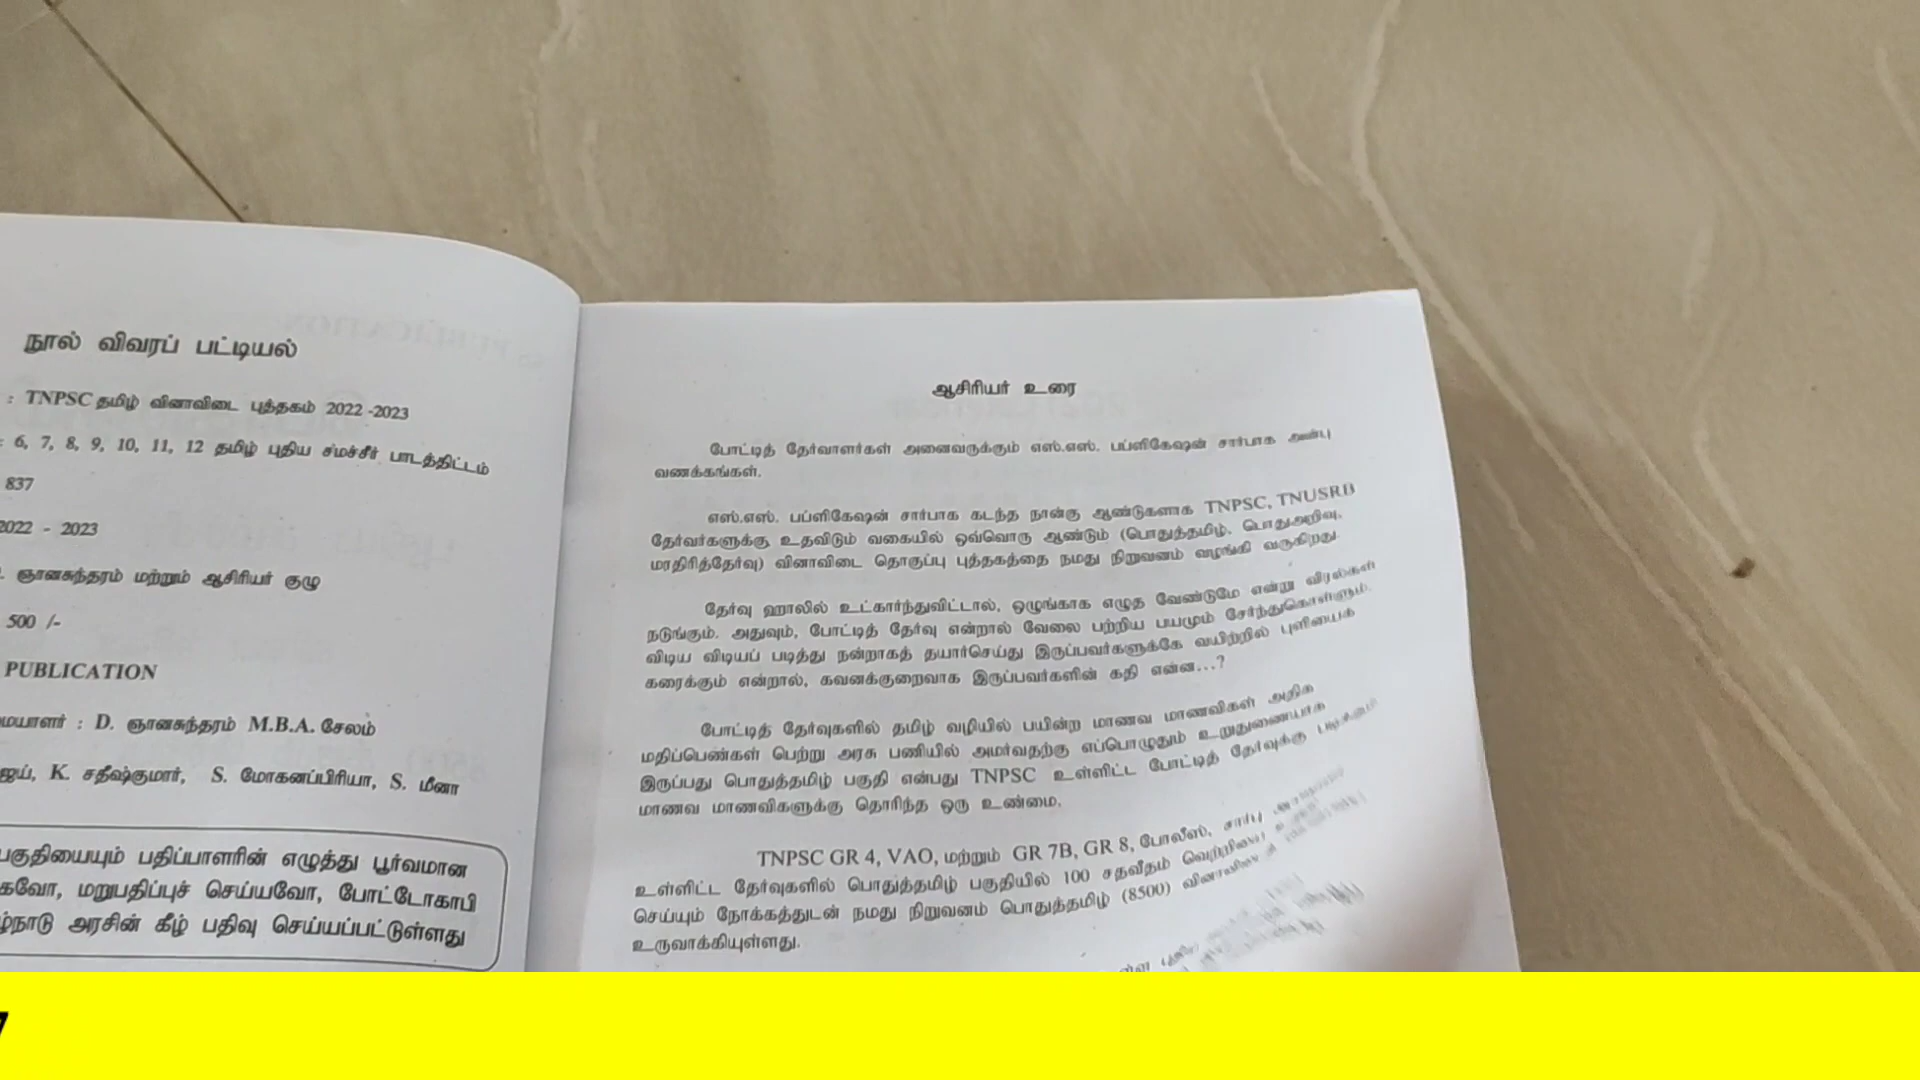 நூல் விவரப் பட்டியல்
: TNPSC தமிழ் வினாவிடை புத்தகம் 2022 -2023
: 6, 7, 8, 9, 10, 11, 12 தமிழ் புதிய சமச்சீர் பாடத்திட்டம்
837
2022 - 2023
ஞானசுந்தரம் மற்றும் ஆசிரியர் குழு
500 /-
PUBLICATION
: D. ஞானசுந்தரம் M.B.A. சேலம்
K. சதீஷ்குமார், S. மோகனப்பிரியா, S. மீனா
பகுதியையும் பதிப்பாளரின் எழுத்து பூர்வமான
மறுபதிப்புச் செய்யவோ, போட்டோகாபி
அரசின் கீழ் பதிவு செய்யப்பட்டுள்ளது
ஆசிரியர் உரை
போட்டித் தேர்வாளர்கள் அனைவருக்கும் எஸ்.எஸ். பப்ளிகேஷன் சார்பாக அன்பு
வணக்கங்கள்.
எஸ்.எஸ். பப்ளிகேஷன் சார்பாக கடந்த நான்கு ஆண்டுகளாக TNPSC, TNUSRB
தேர்வர்களுக்கு உதவிடும் வகையில் ஒவ்வொரு ஆண்டும் (பொதுத்தமிழ், பொதுஅறிவு,
மாதிரித்தேர்வு) வினாவிடை தொகுப்பு புத்தகத்தை நமது நிறுவனம் வழங்கி வருகிறது.
தேர்வு ஹாலில் உட்கார்ந்துவிட்டால், ஒழுங்காக எழுத வேண்டுமே என்று விரல்கள்
நடுங்கும். அதுவும், போட்டித் தேர்வு என்றால் வேலை பற்றிய பயமும் சேர்ந்துகொள்ளும்.
விடிய விடியப் படித்து நன்றாகத் தயார்செய்து இருப்பவர்களுக்கே வயிற்றில் புளியைக்
கரைக்கும் என்றால், கவனக்குறைவாக இருப்பவர்களின் கதி என்ன...?
போட்டித் தேர்வுகளில் தமிழ் வழியில் பயின்ற மாணவ மாணவிகள் அதிக
மதிப்பெண்கள் பெற்று அரசு பணியில் அமர்வதற்கு எப்பொழுதும் உறுதுணையாக
இருப்பது பொதுத்தமிழ் பகுதி என்பது TNPSC உள்ளிட்ட போட்டித் தேர்வுக்கு படிக்கும்
மாணவ மாணவிகளுக்கு தெரிந்த ஒரு உண்மை.
TNPSC GR 4, VAO, மற்றும் GR 7B, GR 8, போலீஸ், சார்பு
உள்ளிட்ட தேர்வுகளில் பொதுத்தமிழ் பகுதியில் 100 சதவீதம்
செய்யும் நோக்கத்துடன் நமது நிறுவனம் பொதுத்தமிழ் (8500)
உருவாக்கியுள்ளது.